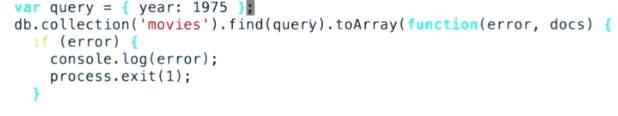 var query = { year: 1975 };
db.collection('movies').find(query).toArray(function(error, docs) {
  if (error) {
    console.log(error);
    process.exit(1);
  }